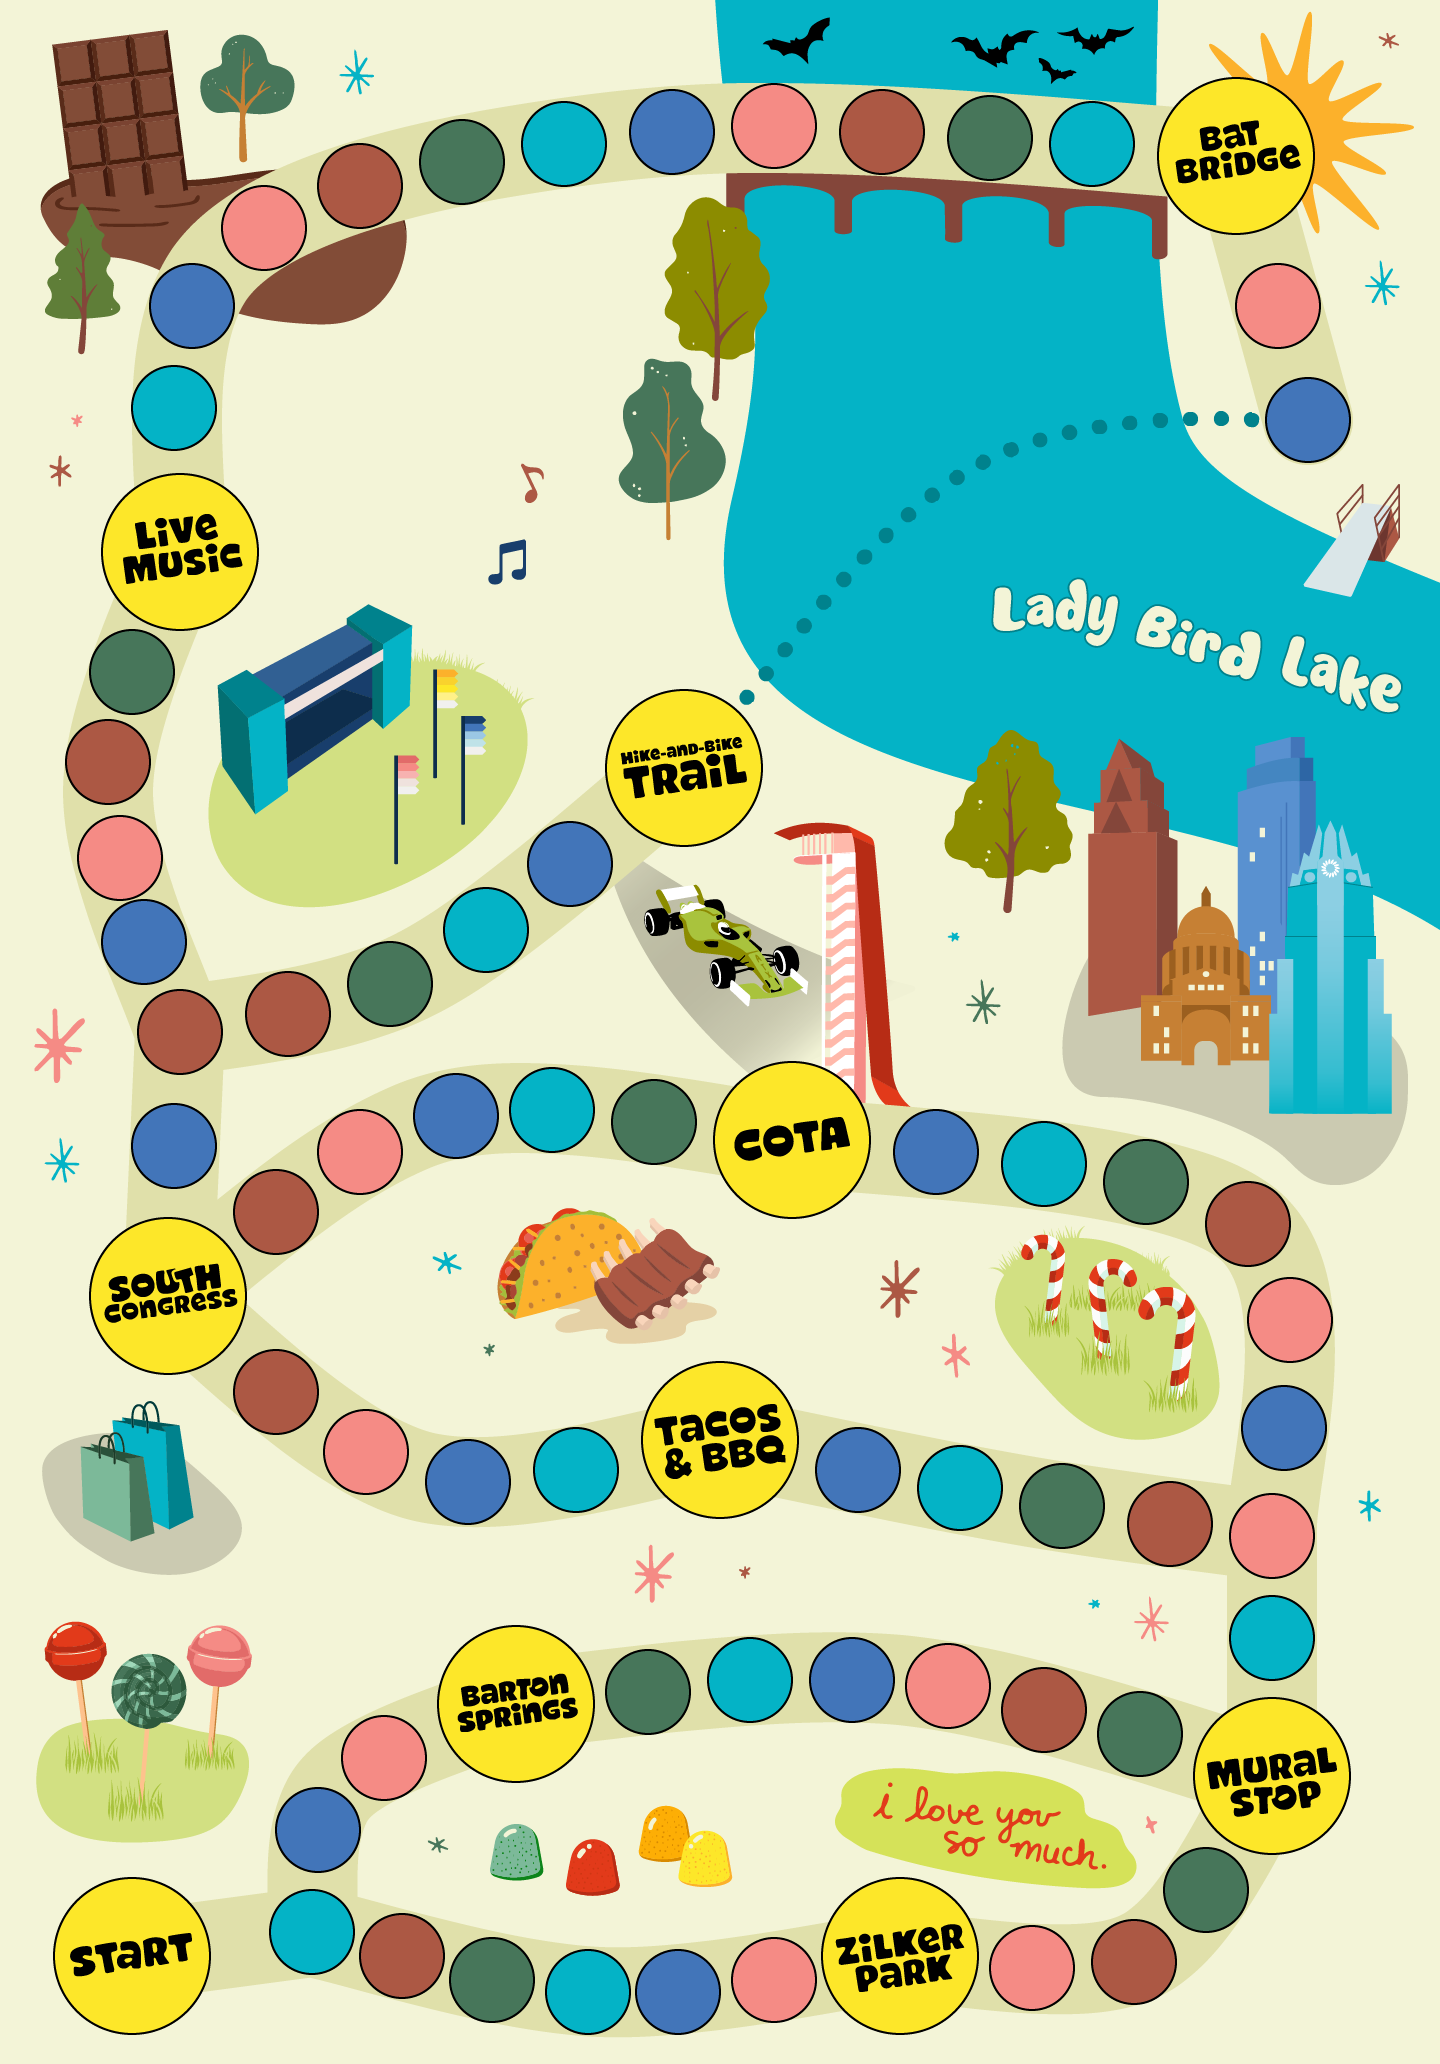 BAT
BRIDGE
LIVE
MUSIC
Lady Bird Lake
HIKE-AND-BIKE
TRAIL
COTA
SOUTH
CONGRESS
TACOS
& BBQ
BARTON
SPRINGS
MURAL
STOP
i love you
so much.
START
ZILKER
PARK